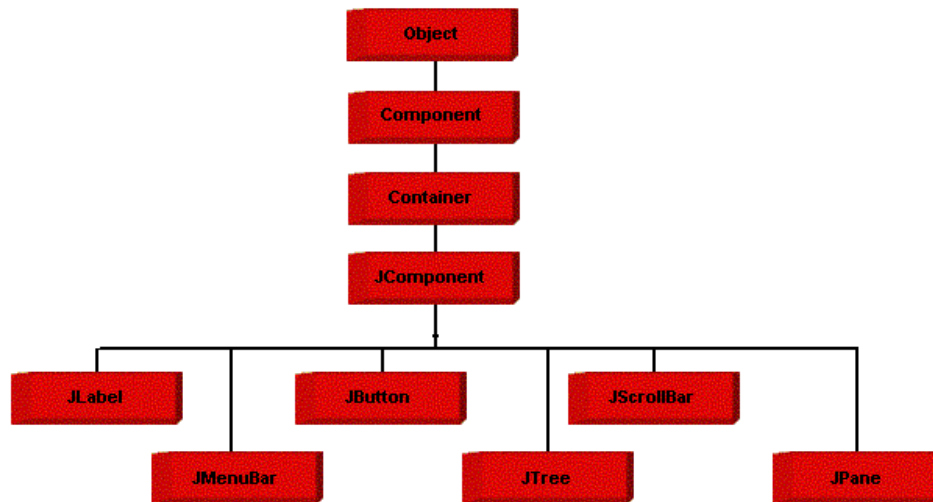 Object
Component
Container
JComponent
JLabel
JButton
JScrollBar
JMenuBar
JTree
JPane